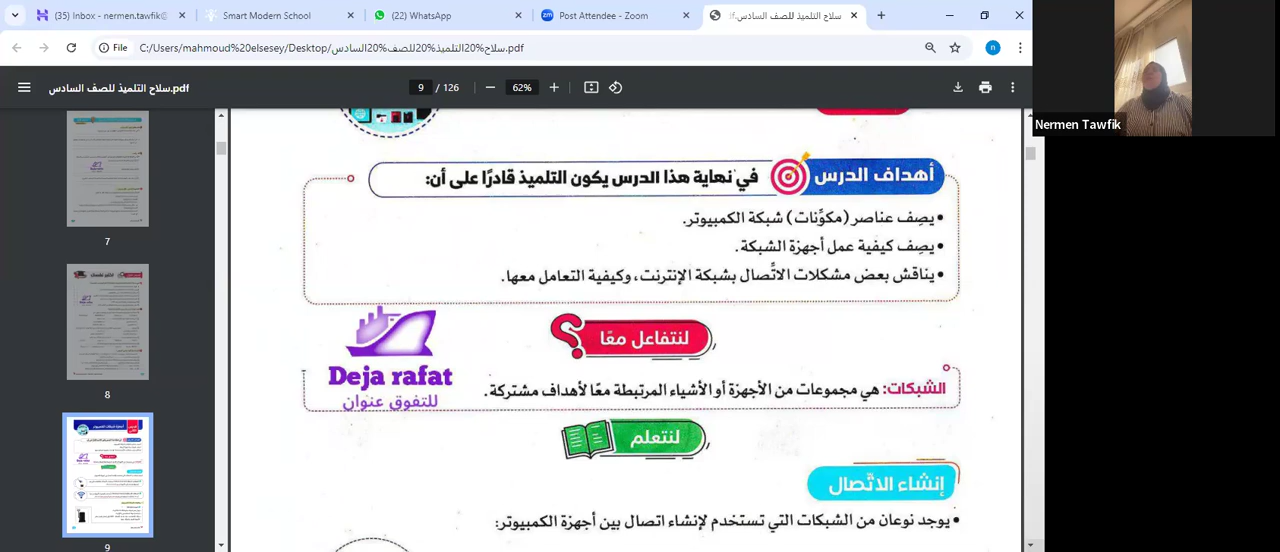 (35) Inbox - nermen.tawfik@
Smart Modern School
(22) WhatsApp
Post Attendee - Zoom
سلاح التلميذ للصف السادس.f
File
C:/Users/mahmoud%20elsesey/Desktop/سلاح%20التلميذ%20للصف%20السادس.pdf
n
سلاح التلميذ للصف السادس.pdf
9 / 126
62%
Nermen Tawfik
7
8
9
أهداف الدرس
في نهاية هذا الدرس يكون التلميذ قادرًا على أن:
• يصِف عناصر (مكوِّنات) شبكة الكمبيوتر.
• يصِف كيفية عمل أجهزة الشبكة.
• يناقش بعض مشكلات الاتِّصال بشبكة الإنترنت، وكيفية التعامل معها.
لنتفاعل معًا
Deja rafat
للتفوق عنوان
الشبكات: هي مجموعات من الأجهزة أو الأشياء المرتبطة معًا لأهداف مشتركة.
لنتعلم
إنشاء الاتِّصال
• يوجد نوعان من الشبكات التي تستخدم لإنشاء اتصال بين أجهزة الكمبيوتر: